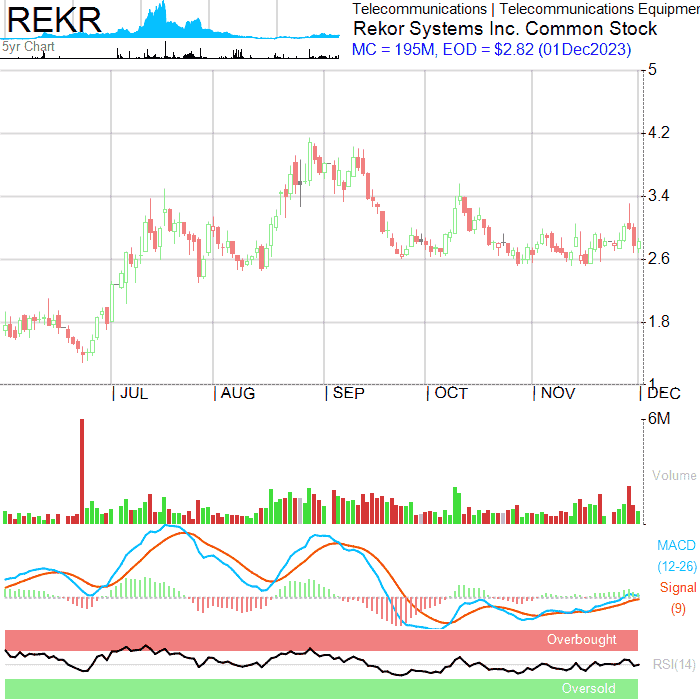 REKR
5yr Chart
Telecommunications | Telecommunications Equipmen
Rekor Systems Inc. Common Stock
MC = 195M, EOD = $2.82 (01Dec2023)
5
4.2
3.4
2.6
1.8
1
| JUL | AUG | SEP | OCT | NOV | DEC
6M
Volume
MACD
(12-26)
Signal
(9)
Overbought
RSI(14)
Oversold